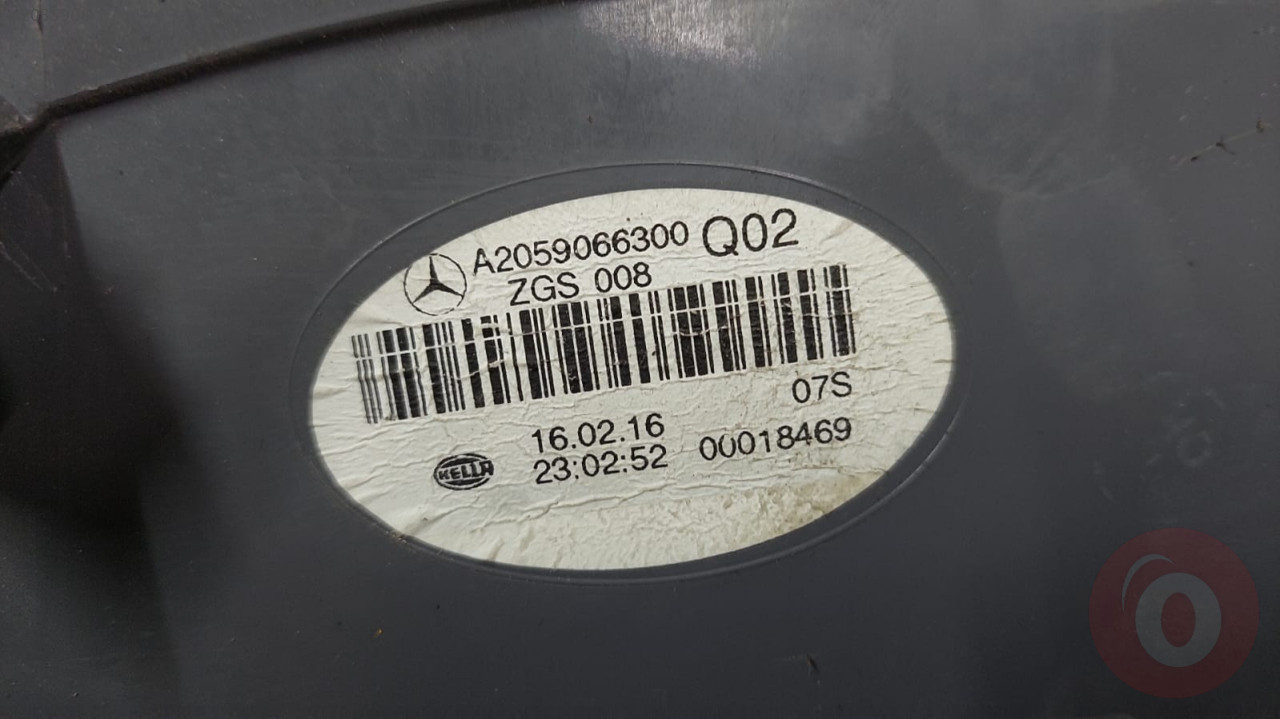 A2059066300 Q02
ZGS 008
07S
16.02.16
23:02:52 00018469
HELLA
O